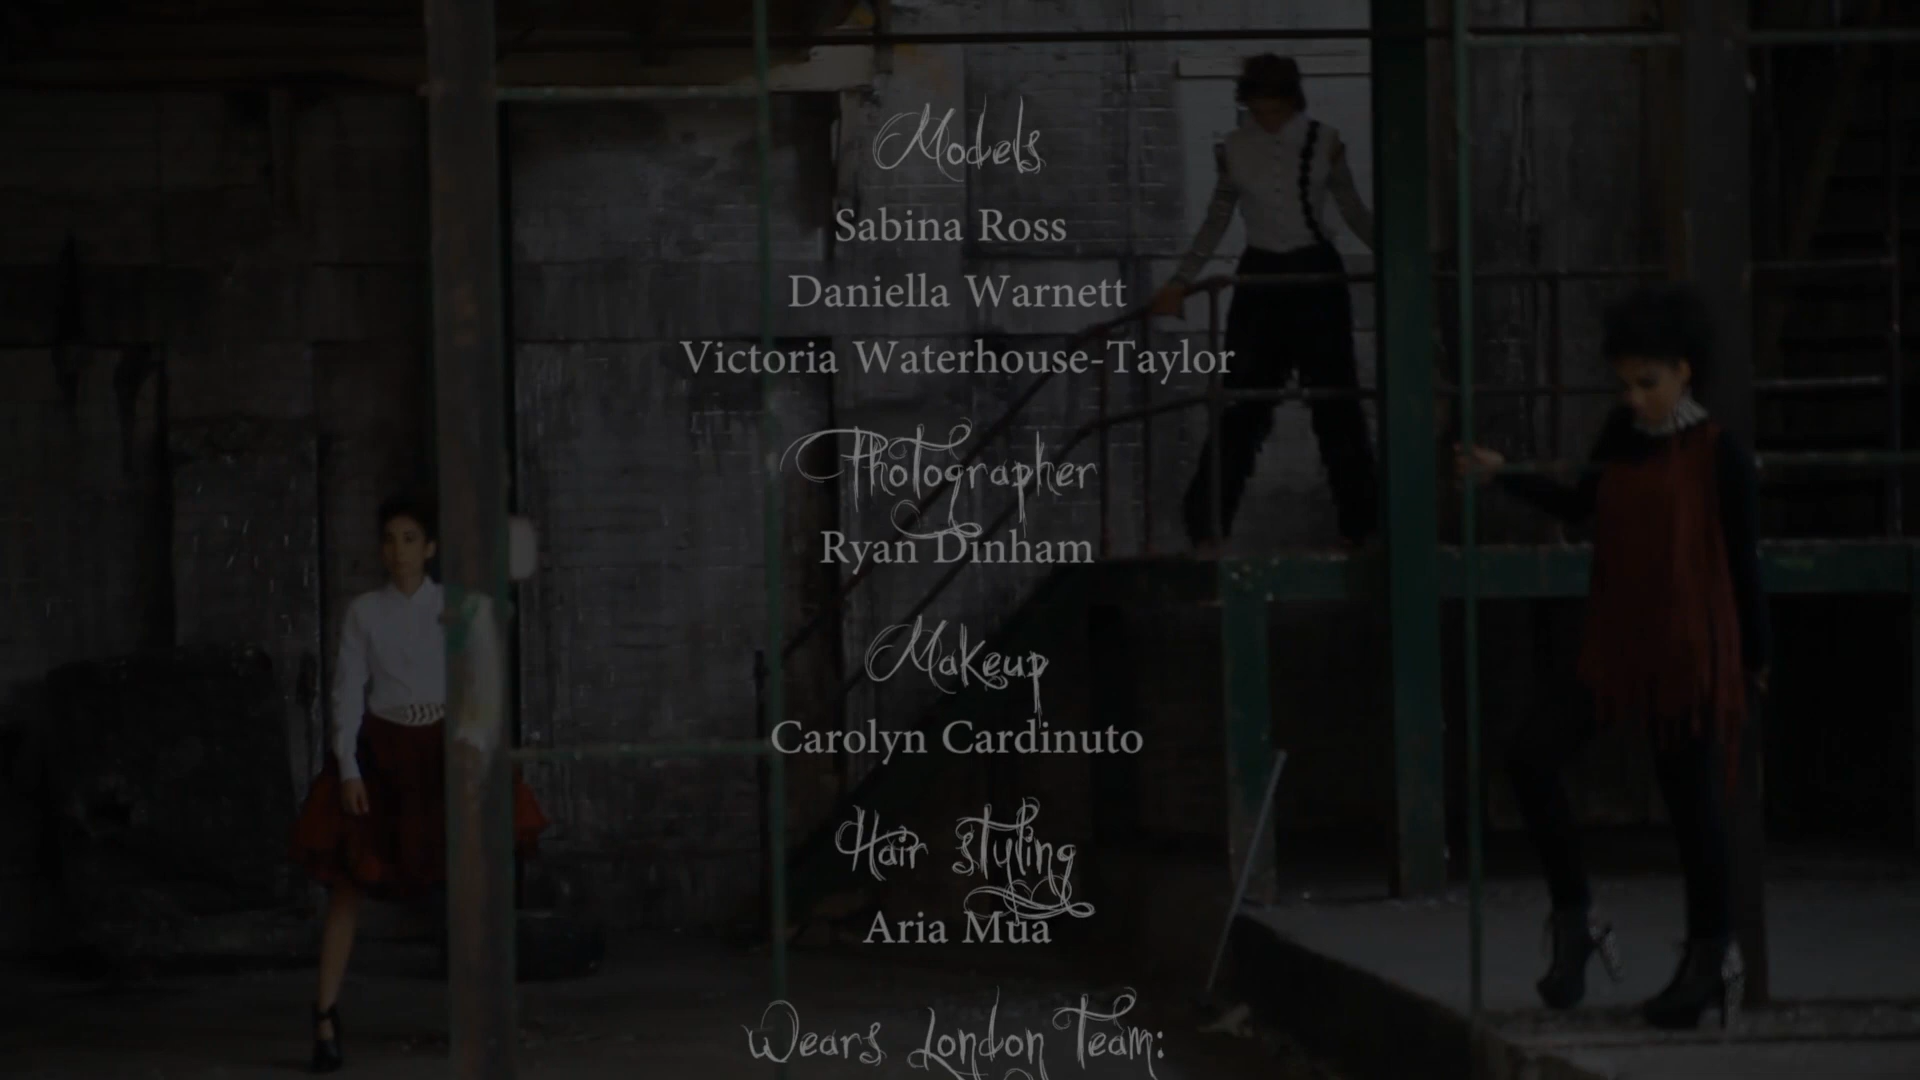 Models
Sabina Ross
Daniella Warnett
Victoria Waterhouse-Taylor
Photographer
Ryan Dinham
Makeup
Carolyn Cardinuto
Hair styling
Aria Mua
Wears London Team: